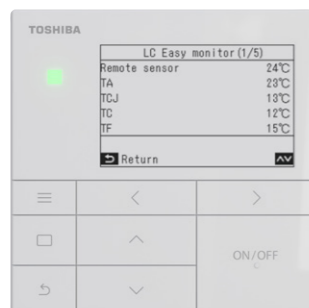 TOSHIBA
LC Easy monitor(1/5)
Remote sensor 24℃
TA 23℃
TCJ 13℃
TC 12℃
TF 15℃
Return
ON/OFF